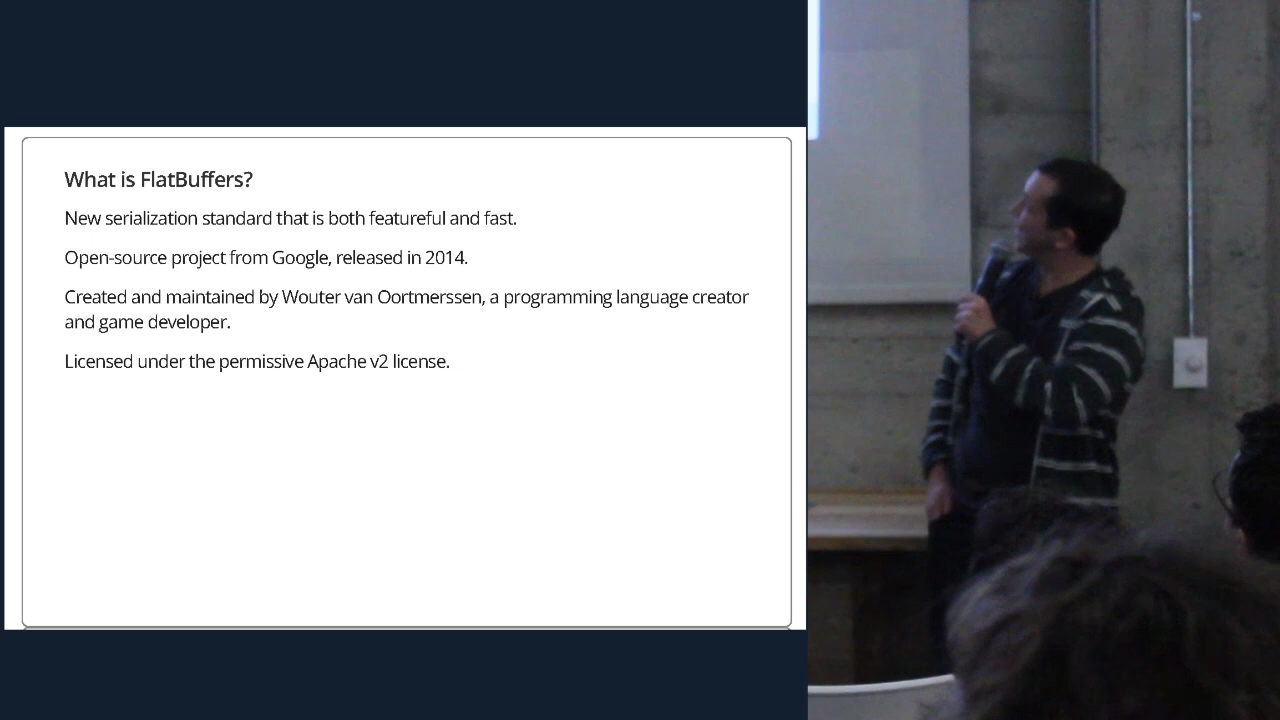 What is FlatBuffers?
New serialization standard that is both featureful and fast.
Open-source project from Google, released in 2014.
Created and maintained by Wouter van Oortmerssen, a programming language creator
and game developer.
Licensed under the permissive Apache v2 license.